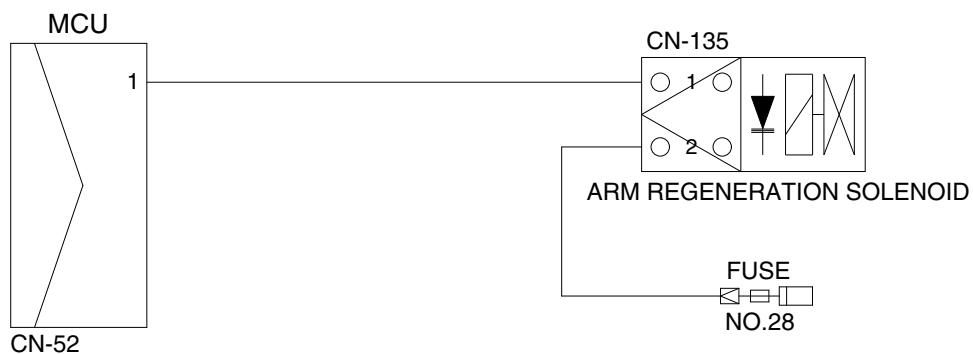 MCU
CN-135
1
1
2
ARM REGENERATION SOLENOID
FUSE
NO.28
CN-52